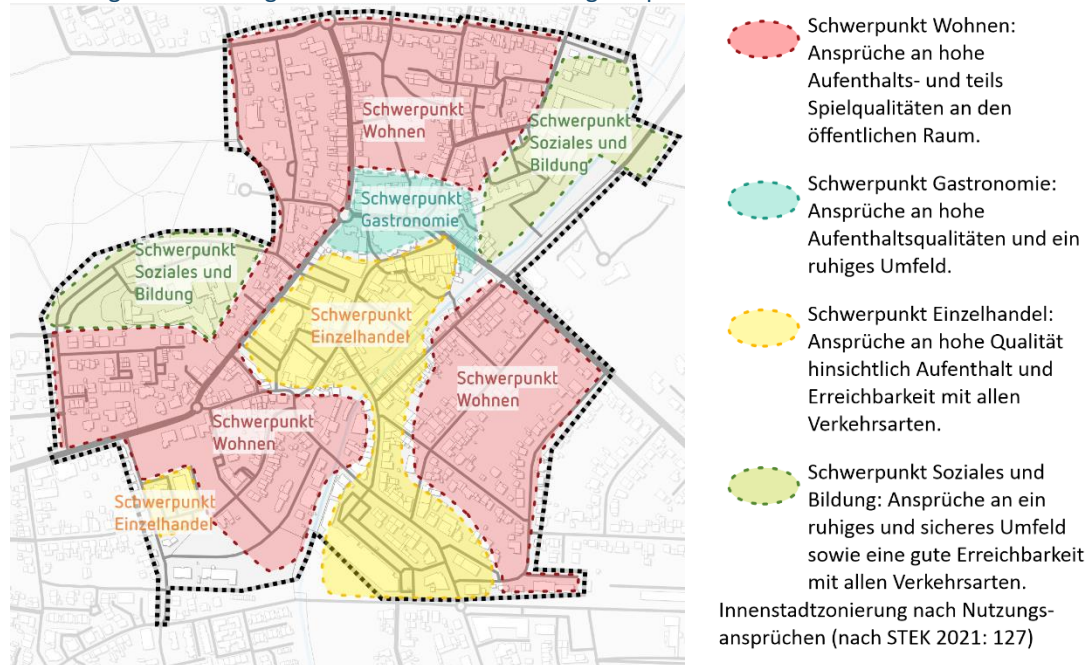 Schwerpunkt
Wohnen
Schwerpunkt
Soziales und
Bildung
Schwerpunkt
Gastronomie
Schwerpunkt
Soziales und
Bildung
Schwerpunkt
Einzelhandel
Schwerpunkt
Wohnen
Schwerpunkt
Wohnen
Schwerpunkt
Einzelhandel
Schwerpunkt Wohnen:
Ansprüche an hohe
Aufenthalts- und teils
Spielqualitäten an den
öffentlichen Raum.
Schwerpunkt Gastronomie:
Ansprüche an hohe
Aufenthaltsqualitäten und ein
ruhiges Umfeld.
Schwerpunkt Einzelhandel:
Ansprüche an hohe Qualität
hinsichtlich Aufenthalt und
Erreichbarkeit mit allen
Verkehrsarten.
Schwerpunkt Soziales und
Bildung: Ansprüche an ein
ruhiges und sicheres Umfeld
sowie eine gute Erreichbarkeit
mit allen Verkehrsarten.
Innenstadtzonierung nach Nutzungs-
ansprüchen (nach STEK 2021: 127)